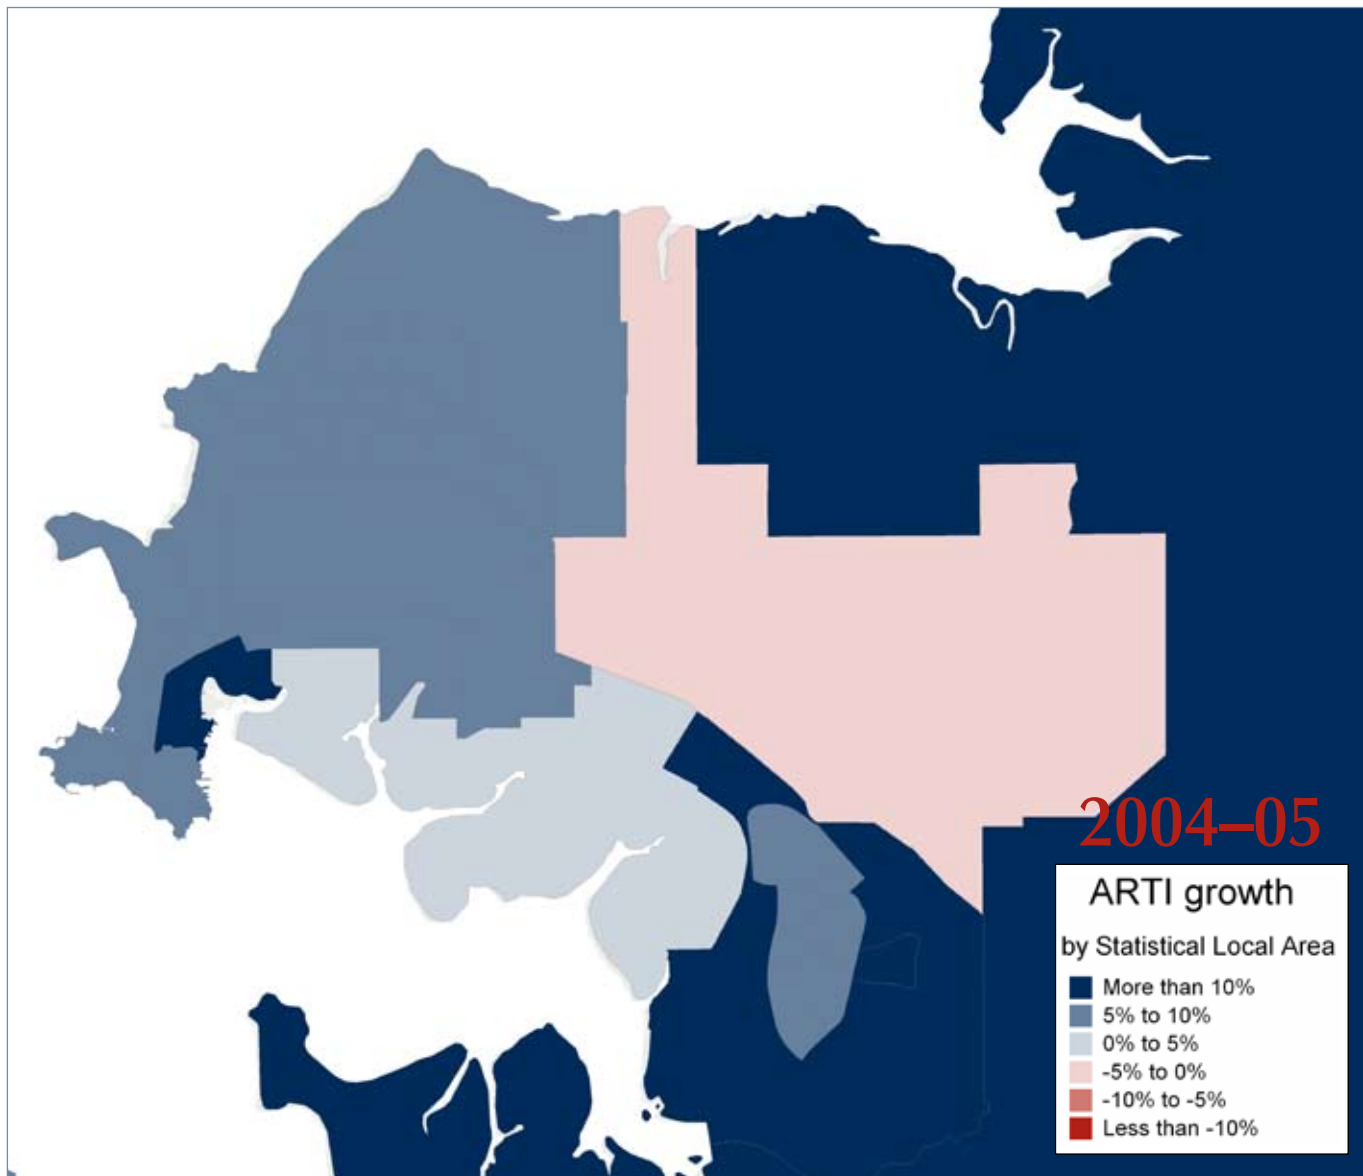 2004–05
ARTI growth
by Statistical Local Area
More than 10%
5% to 10%
0% to 5%
-5% to 0%
-10% to -5%
Less than -10%